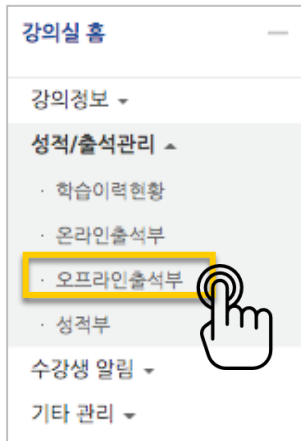 강의실 홈
강의정보
성적/출석관리
· 학습이력현황
· 온라인출석부
· 오프라인출석부
· 성적부
수강생 알림
기타 관리